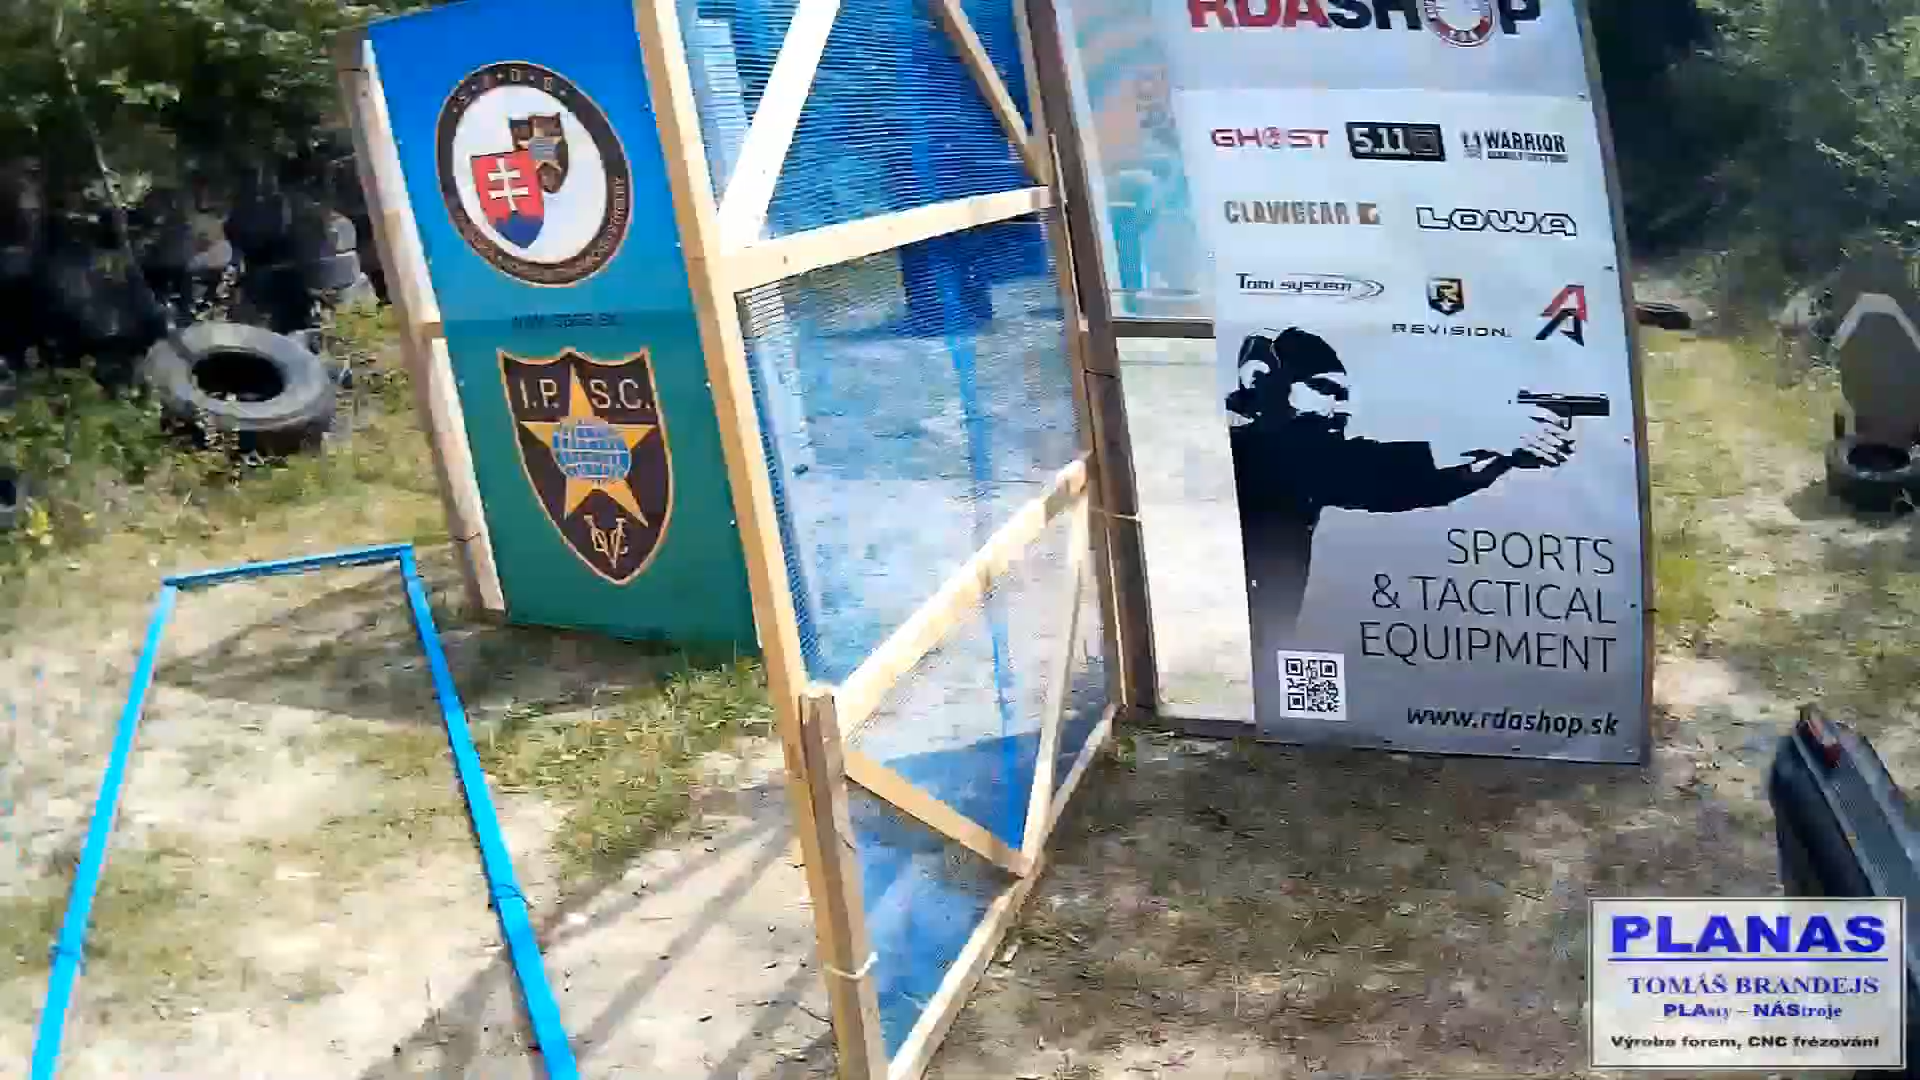 I.P.S.C.
DVC
RDASHOP
GHOST
5.11
WARRIOR
CLAWGEAR
LOWA
Toni system
REVISION
SPORTS
& TACTICAL
EQUIPMENT
www.rdashop.sk
PLANAS
TOMÁŠ BRANDEJS
PLAsty – NÁStroje
Výroba forem, CNC frézování